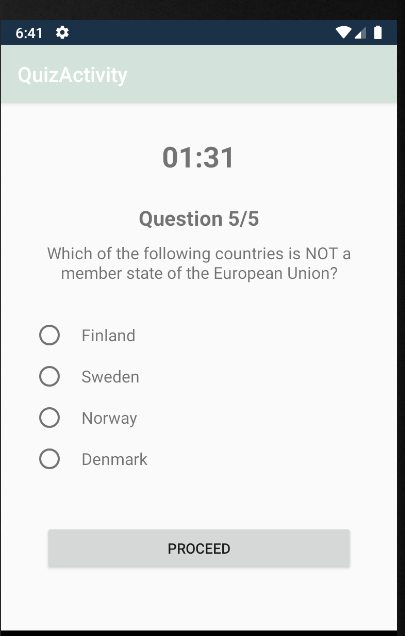 6:41
QuizActivity
01:31
Question 5/5
Which of the following countries is NOT a
member state of the European Union?
Finland
Sweden
Norway
Denmark
PROCEED